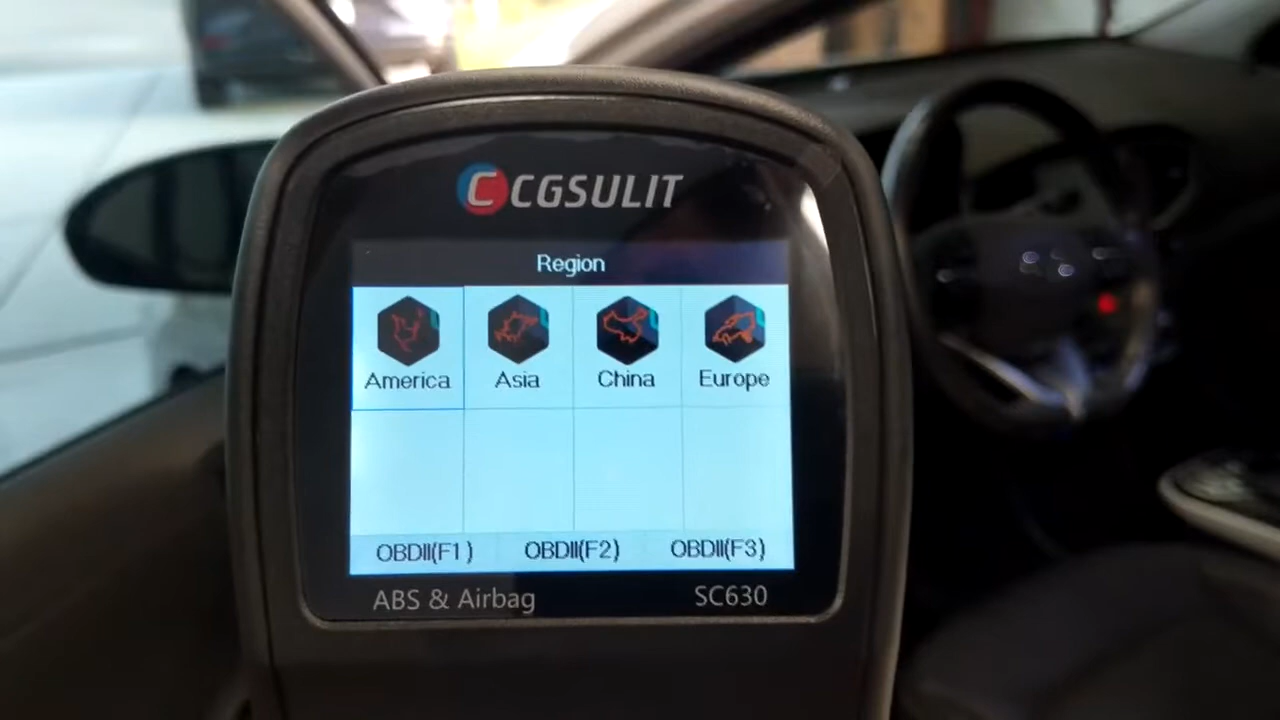 CGSULIT
Region
America Asia China Europe
OBDII(F1) OBDII(F2) OBDII(F3)
ABS & Airbag SC630